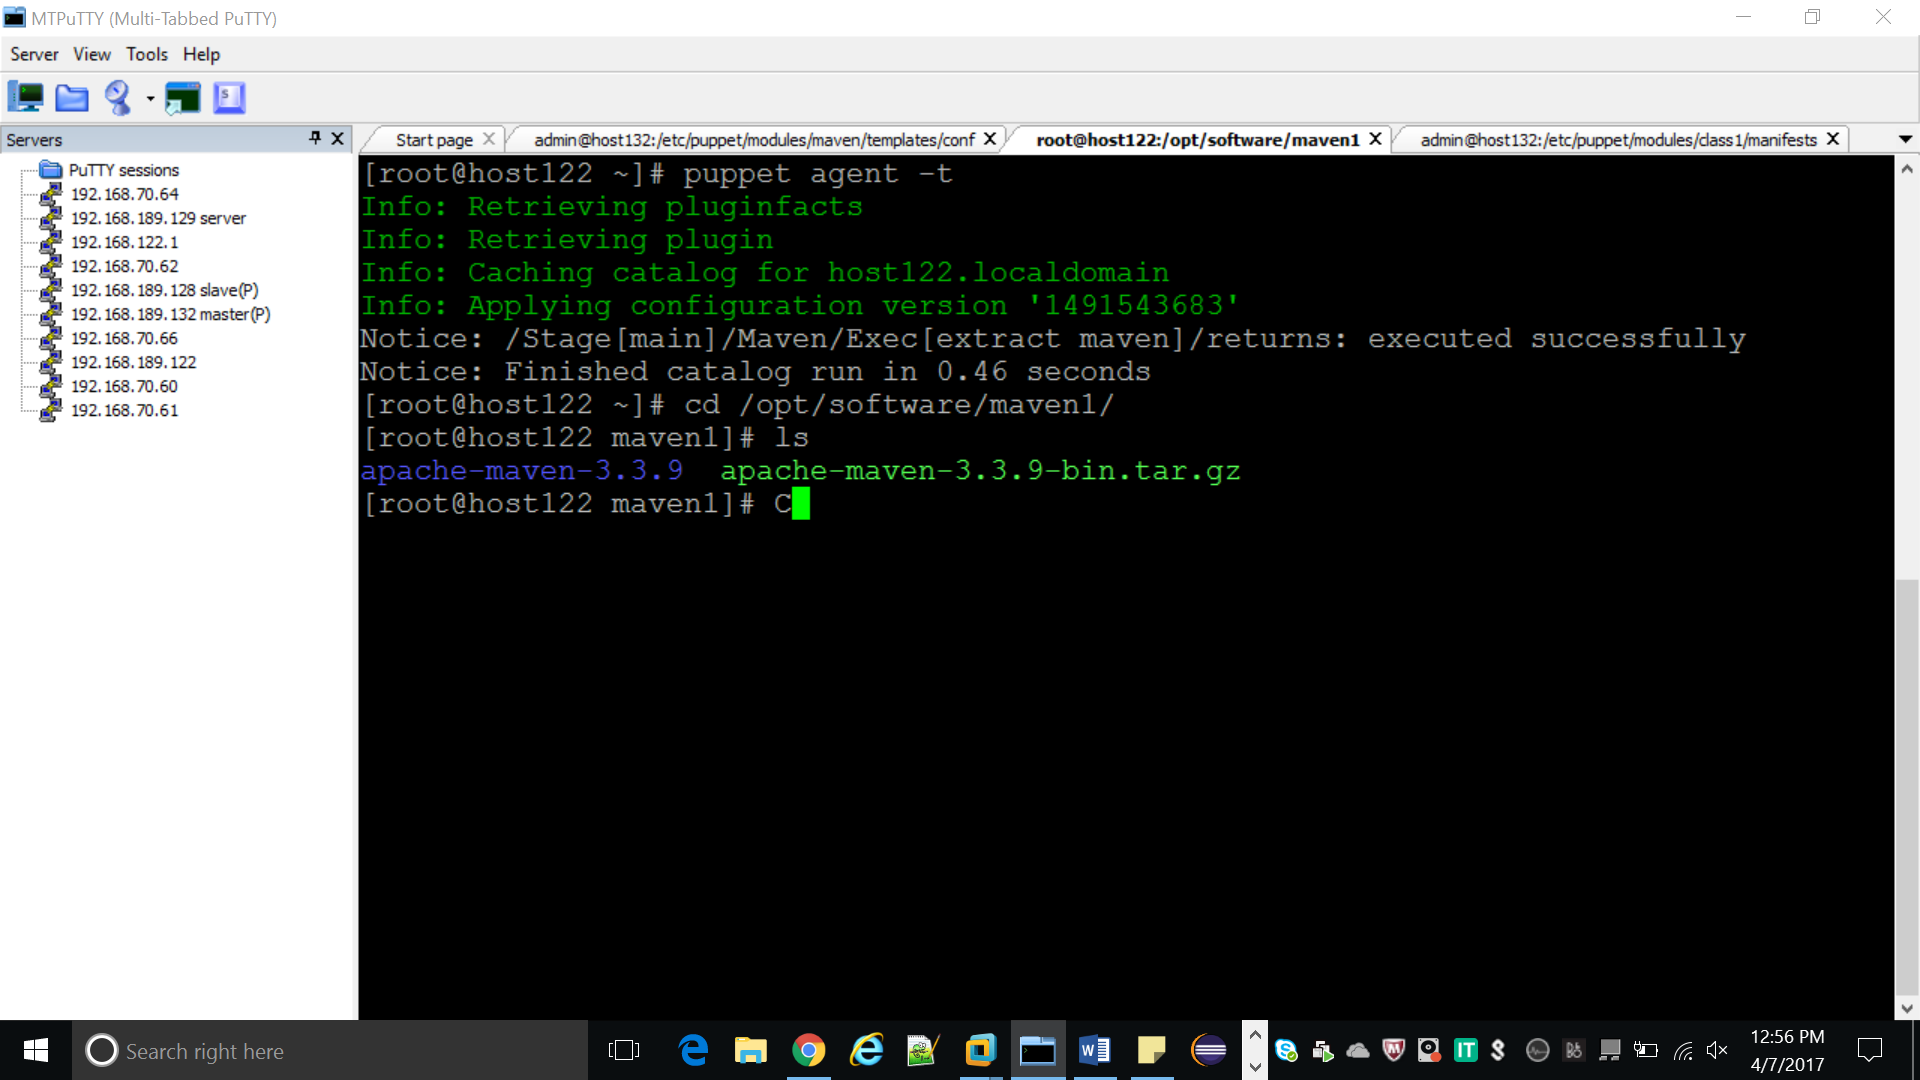 MTPuTTY (Multi-Tabbed PuTTY)
Server View Tools Help
Servers
PuTTY sessions
192.168.70.64
192.168.189.129 server
192.168.122.1
192.168.70.62
192.168.189.128 slave(P)
192.168.189.132 master(P)
192.168.70.66
192.168.189.122
192.168.70.60
192.168.70.61
Start page admin@host132:/etc/puppet/modules/maven/templates/conf root@host122:/opt/software/maven1 admin@host132:/etc/puppet/modules/class1/manifests
[root@host122 ~]# puppet agent -t
Info: Retrieving pluginfacts
Info: Retrieving plugin
Info: Caching catalog for host122.localdomain
Info: Applying configuration version '1491543683'
Notice: /Stage[main]/Maven/Exec[extract maven]/returns: executed successfully
Notice: Finished catalog run in 0.46 seconds
[root@host122 ~]# cd /opt/software/maven1/
[root@host122 maven1]# ls
apache-maven-3.3.9 apache-maven-3.3.9-bin.tar.gz
[root@host122 maven1]# C
Search right here
12:56 PM
4/7/2017